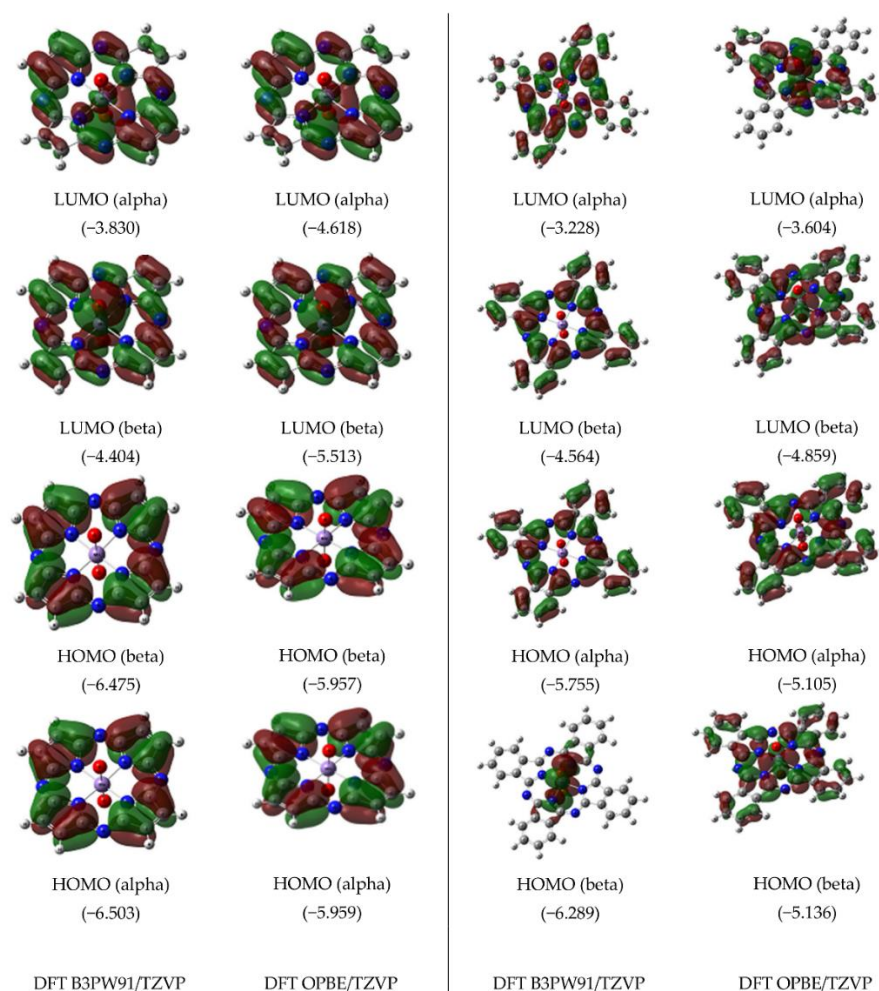 LUMO (alpha) LUMO (alpha) LUMO (alpha) LUMO (alpha)
(−3.830) (−4.618) (−3.228) (−3.604)
LUMO (beta) LUMO (beta) LUMO (beta) LUMO (beta)
(−4.404) (−5.513) (−4.564) (−4.859)
HOMO (beta) HOMO (beta) HOMO (alpha) HOMO (alpha)
(−6.475) (−5.957) (−5.755) (−5.105)
HOMO (alpha) HOMO (alpha) HOMO (beta) HOMO (beta)
(−6.503) (−5.959) (−6.289) (−5.136)
DFT B3PW91/TZVP DFT OPBE/TZVP DFT B3PW91/TZVP DFT OPBE/TZVP